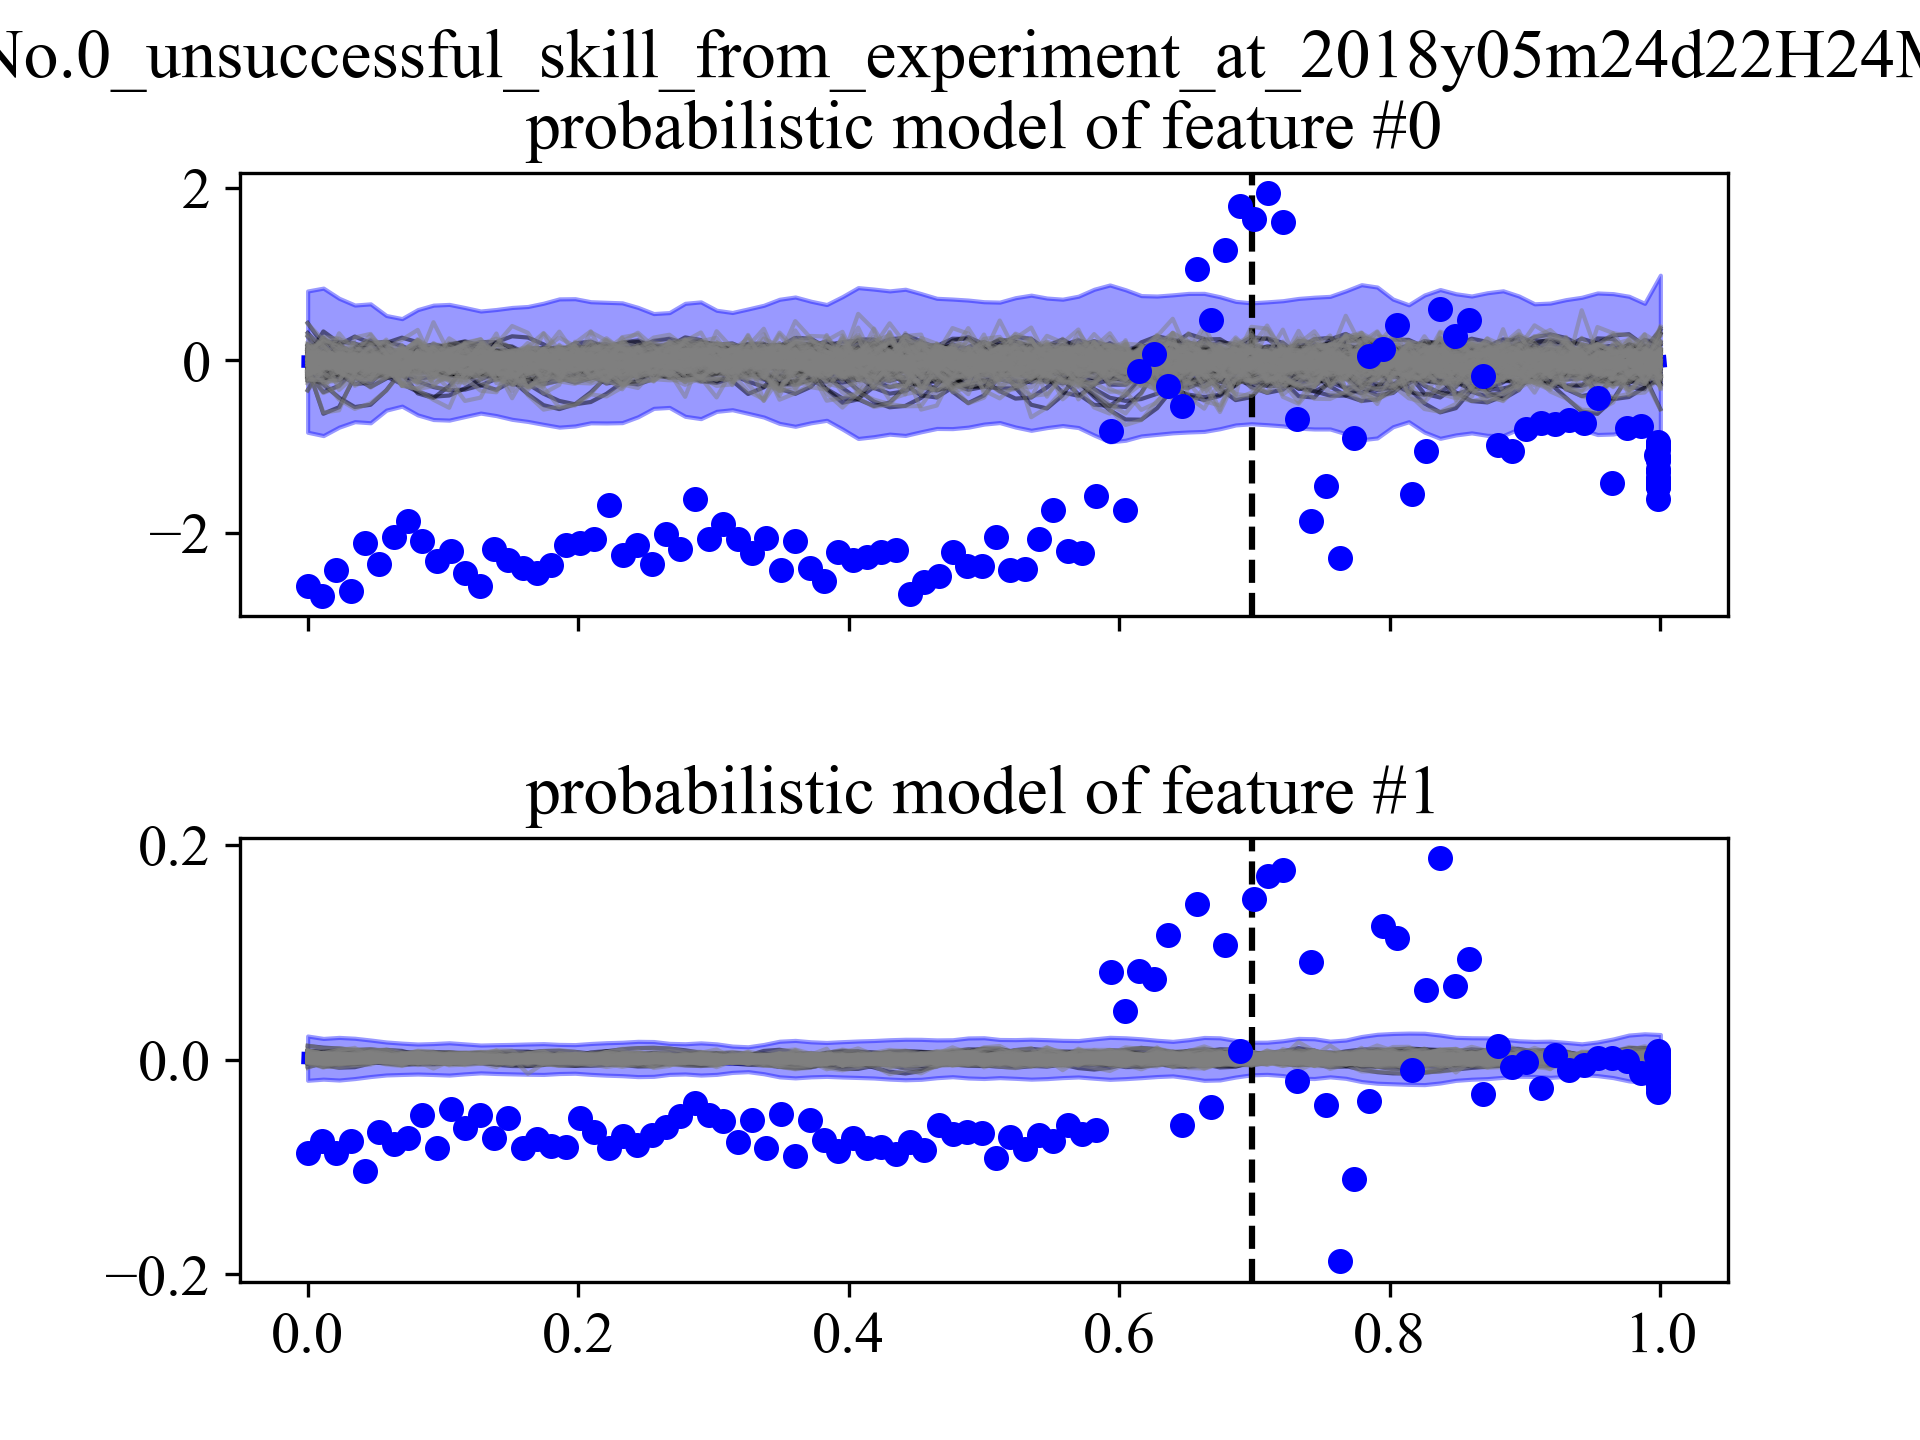 No.0_unsuccessful_skill_from_experiment_at_2018y05m24d22H24M
probabilistic model of feature #0
2
0
−2
probabilistic model of feature #1
0.2
0.0
−0.2
0.0 0.2 0.4 0.6 0.8 1.0